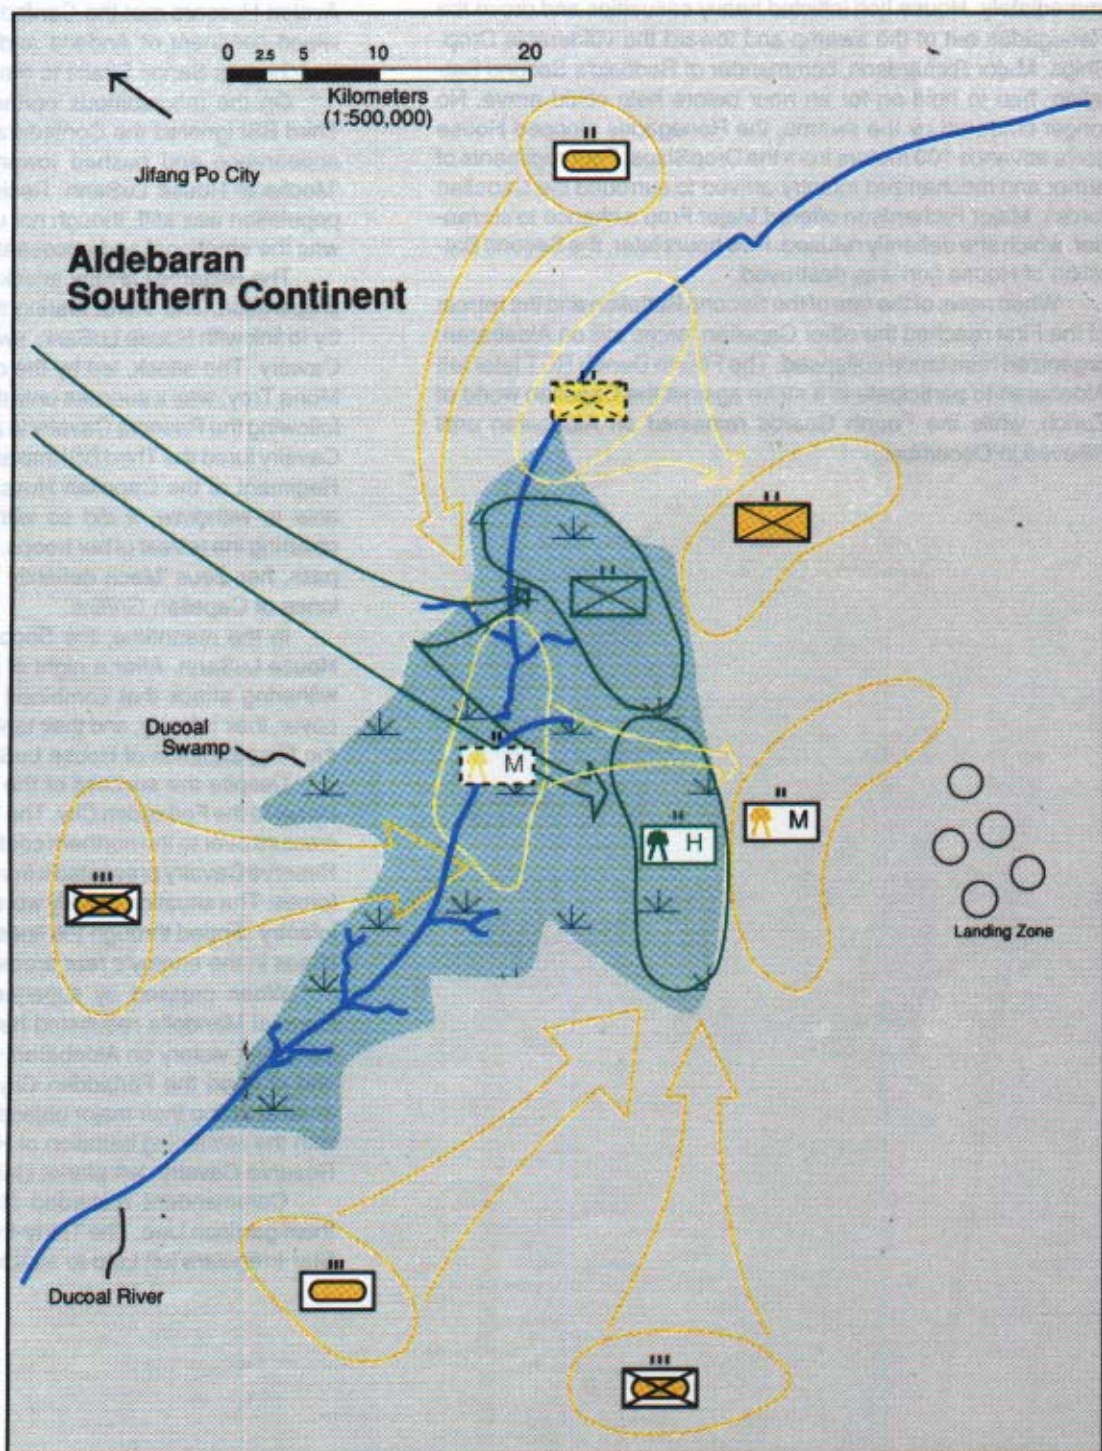 0 2.5 5 10 20
Kilometers
(1:500,000)
Jifang Po City
Aldebaran
Southern Continent
Ducoal
Swamp
M
H
M
Landing Zone
Ducoal River